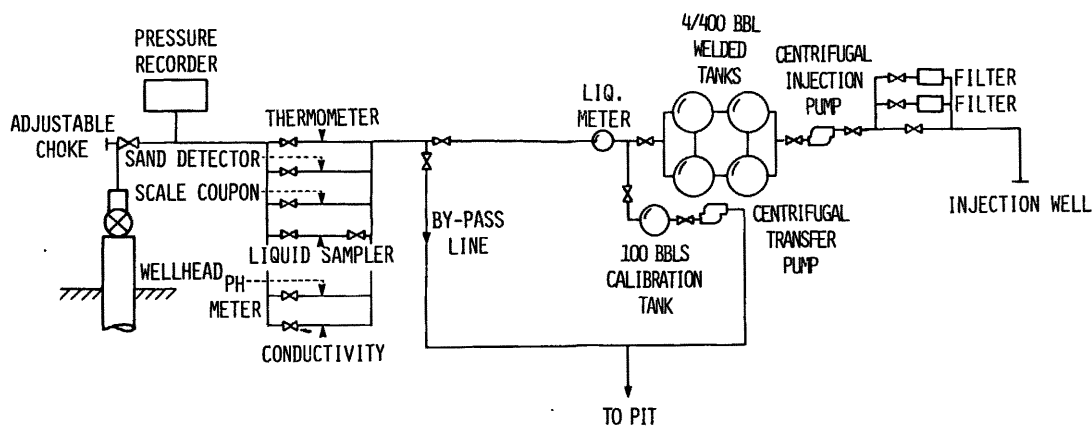 PRESSURE
RECORDER
ADJUSTABLE
CHOKE
WELLHEAD
THERMOMETER
SAND DETECTOR
SCALE COUPON
LIQUID SAMPLER
PH
METER
CONDUCTIVITY
BY-PASS
LINE
LIQ.
METER
4/400 BBL
WELDED
TANKS
CENTRIFUGAL
INJECTION
PUMP
FILTER
FILTER
INJECTION WELL
100 BBLS
CALIBRATION
TANK
CENTRIFUGAL
TRANSFER
PUMP
TO PIT